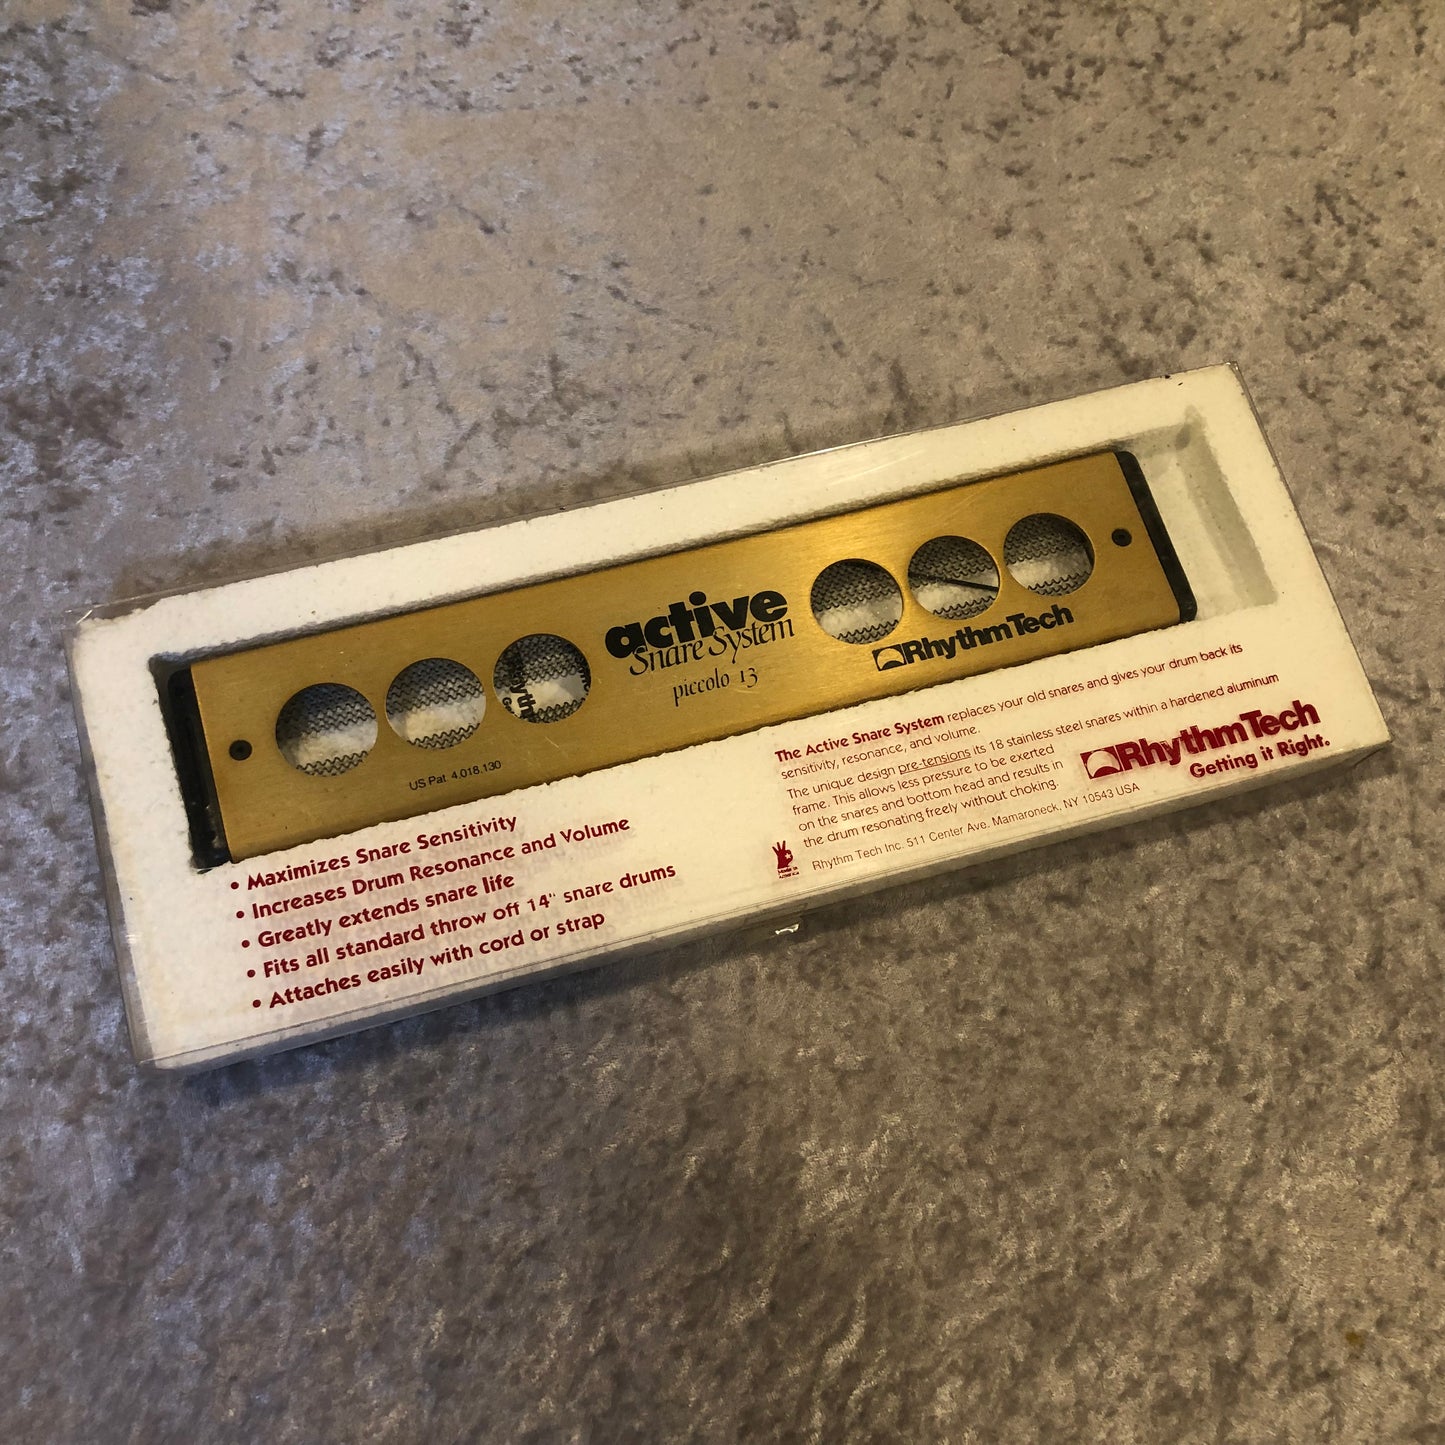 active
Snare System
piccolo 13
RhythmTech
US Pat. 4.018.130
• Maximizes Snare Sensitivity
• Increases Drum Resonance and Volume
• Greatly extends snare life
• Fits all standard throw off 14" snare drums
• Attaches easily with cord or strap
The Active Snare System replaces your old snares and gives your drum back its
sensitivity, resonance, and volume.
The unique design pre-tensions its 18 stainless steel snares within a hardened aluminum
frame. This allows less pressure to be exerted
on the snares and bottom head and results in
the drum resonating freely without choking.
Rhythm Tech Inc. 511 Center Ave. Mamaroneck, NY 10543 USA
RhythmTech
Getting it Right.